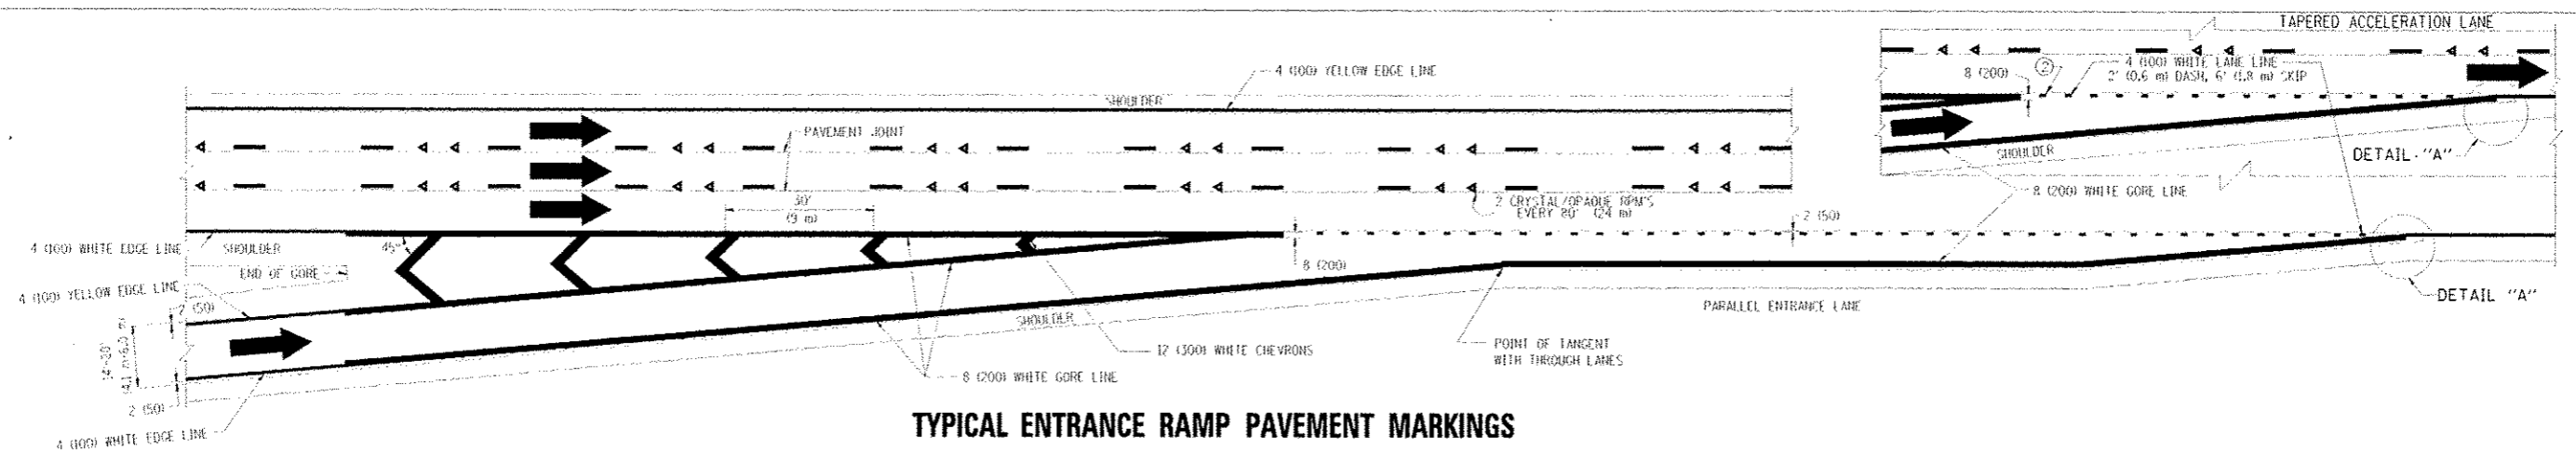 TAPERED ACCELERATION LANE
4 (100) YELLOW EDGE LINE
8 (200)
2
4 (100) WHITE LANE LINE
2' (0.6 m) DASH, 6' (1.8 m) SKIP
SHOULDER
PAVEMENT JOINT
SHOULDER
DETAIL "A"
8 (200) WHITE GORE LINE
30'
(9 m)
2 CRYSTAL/OPAQUE RPM'S
EVERY 80' (24 m)
2 (50)
4 (100) WHITE EDGE LINE
SHOULDER
45°
END OF GORE
8 (200)
4 (100) YELLOW EDGE LINE
2 (50)
DETAIL "A"
PARALLEL ENTRANCE LANE
SHOULDER
12 (300) WHITE CHEVRONS
POINT OF TANGENT
WITH THROUGH LANES
8 (200) WHITE GORE LINE
2 (50)
4 (100) WHITE EDGE LINE
TYPICAL ENTRANCE RAMP PAVEMENT MARKINGS